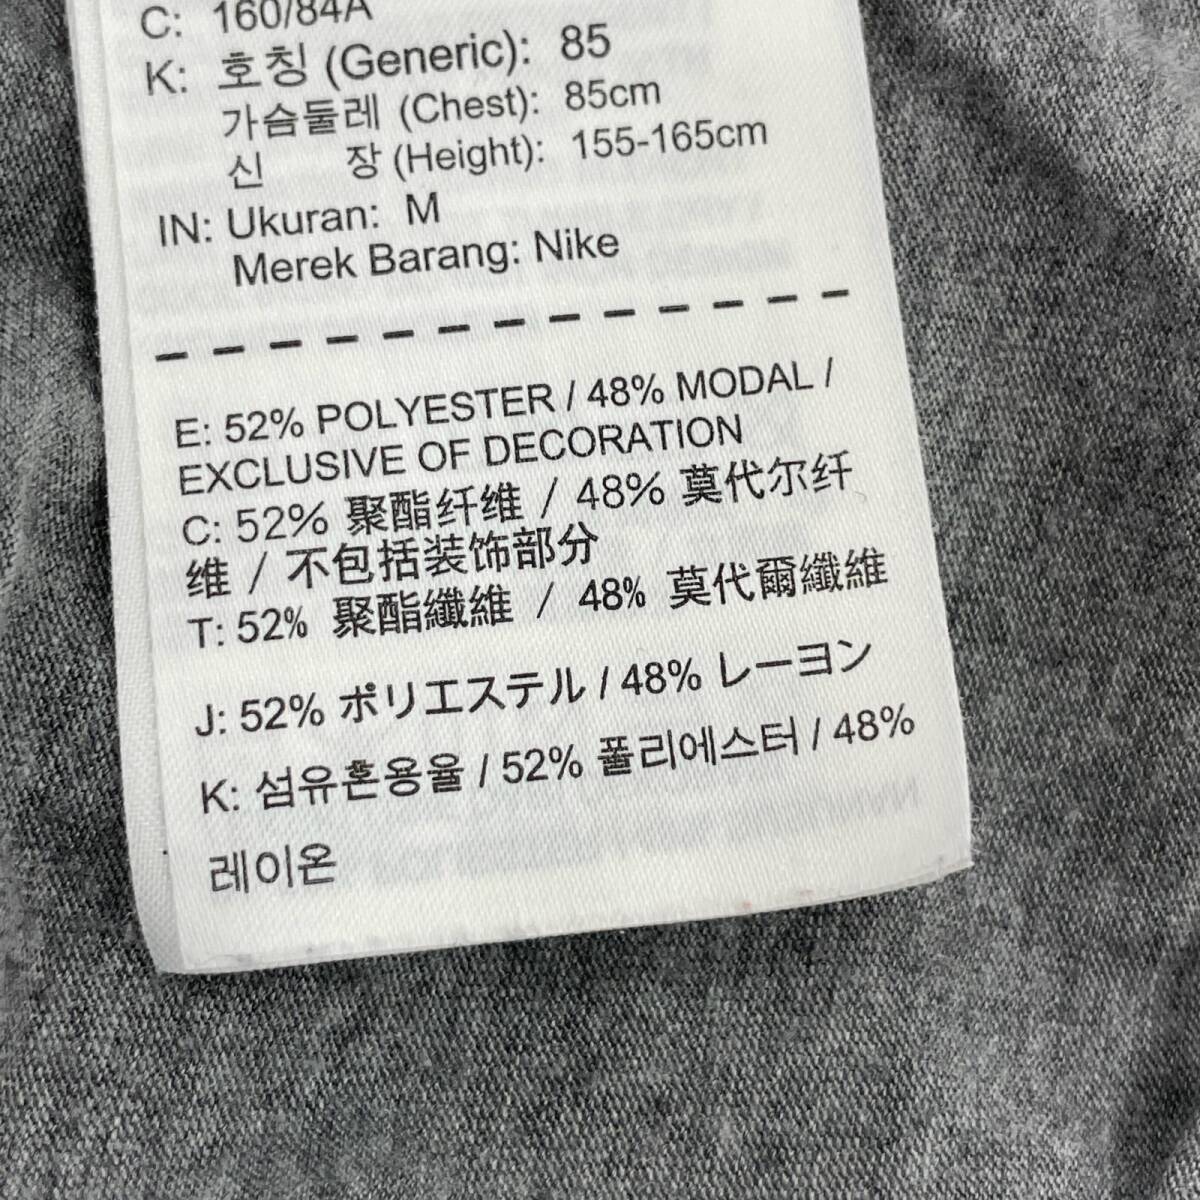 C: 160/84A
K: 호칭 (Generic): 85
가슴둘레 (Chest): 85cm
신 장 (Height): 155-165cm
IN: Ukuran: M
Merek Barang: Nike
E: 52% POLYESTER / 48% MODAL /
EXCLUSIVE OF DECORATION
C: 52% 聚酯纤维 / 48% 莫代尔纤
维 / 不包括装饰部分
T: 52% 聚酯纖維 / 48% 莫代爾纖維
J: 52% ポリエステル / 48% レーヨン
K: 섬유혼용율 / 52% 폴리에스터 / 48%
레이온